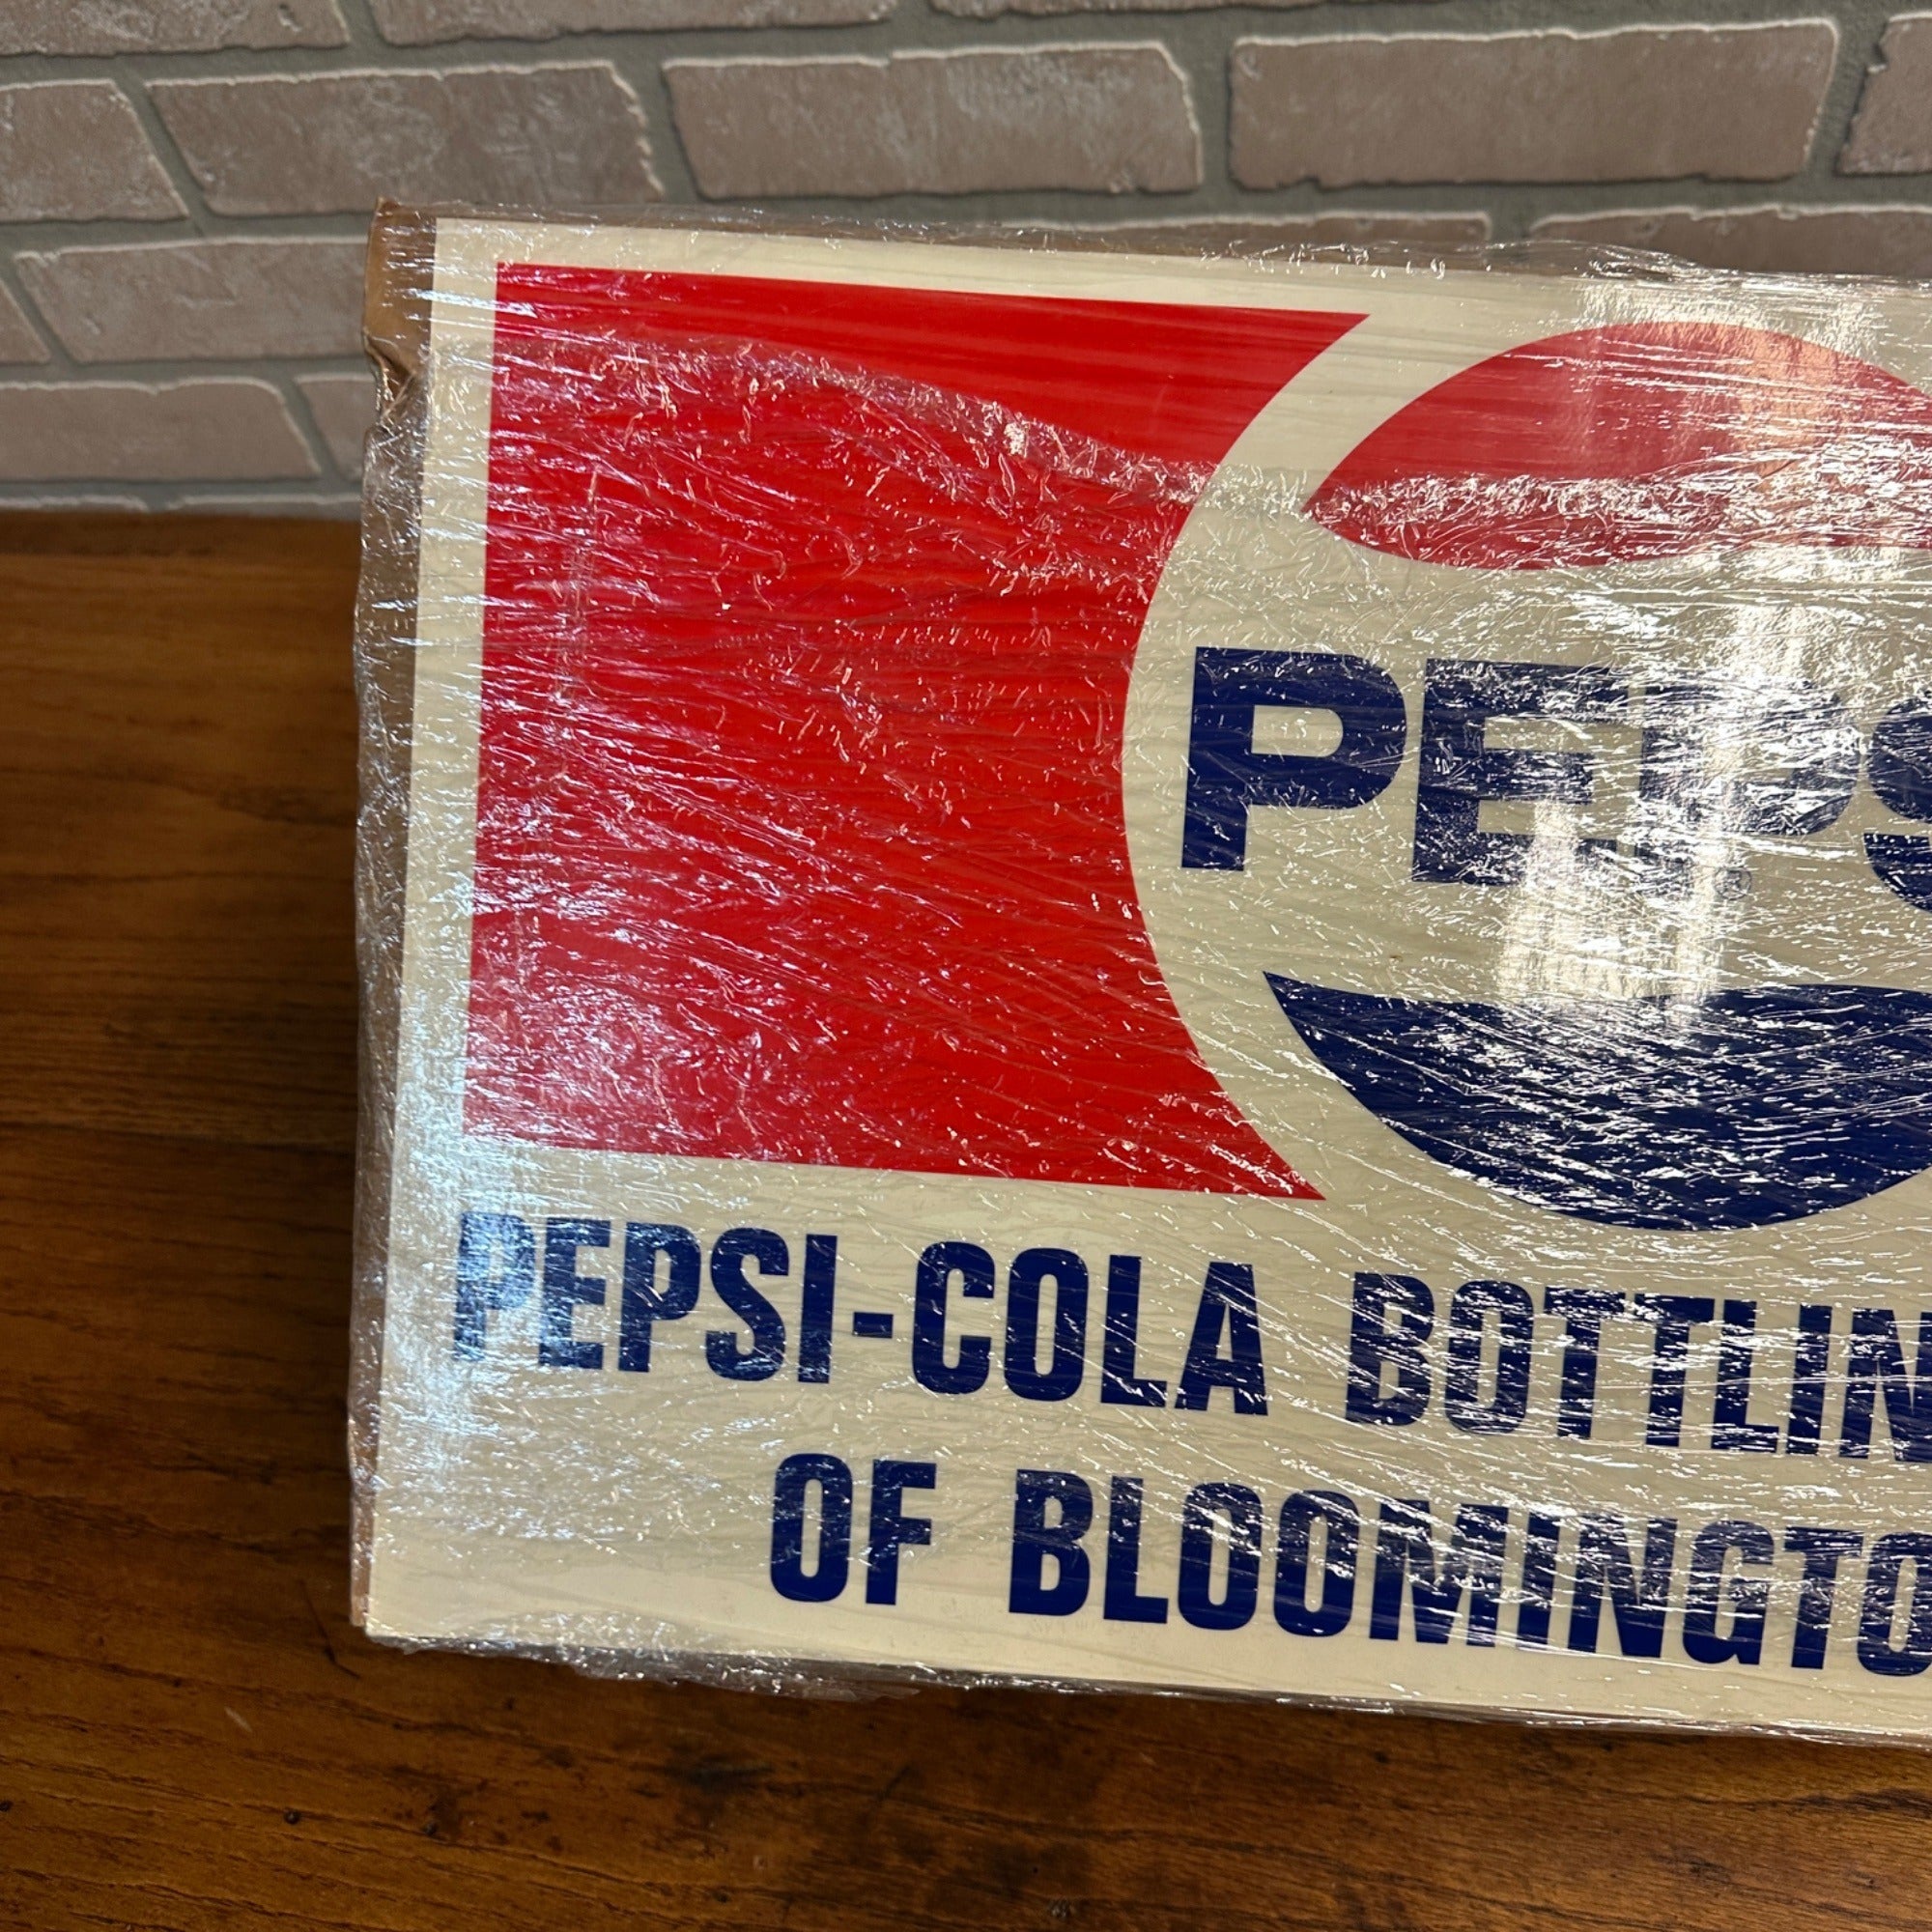 PEPS
®
PEPSI-COLA BOTTLIN
OF BLOOMINGTO